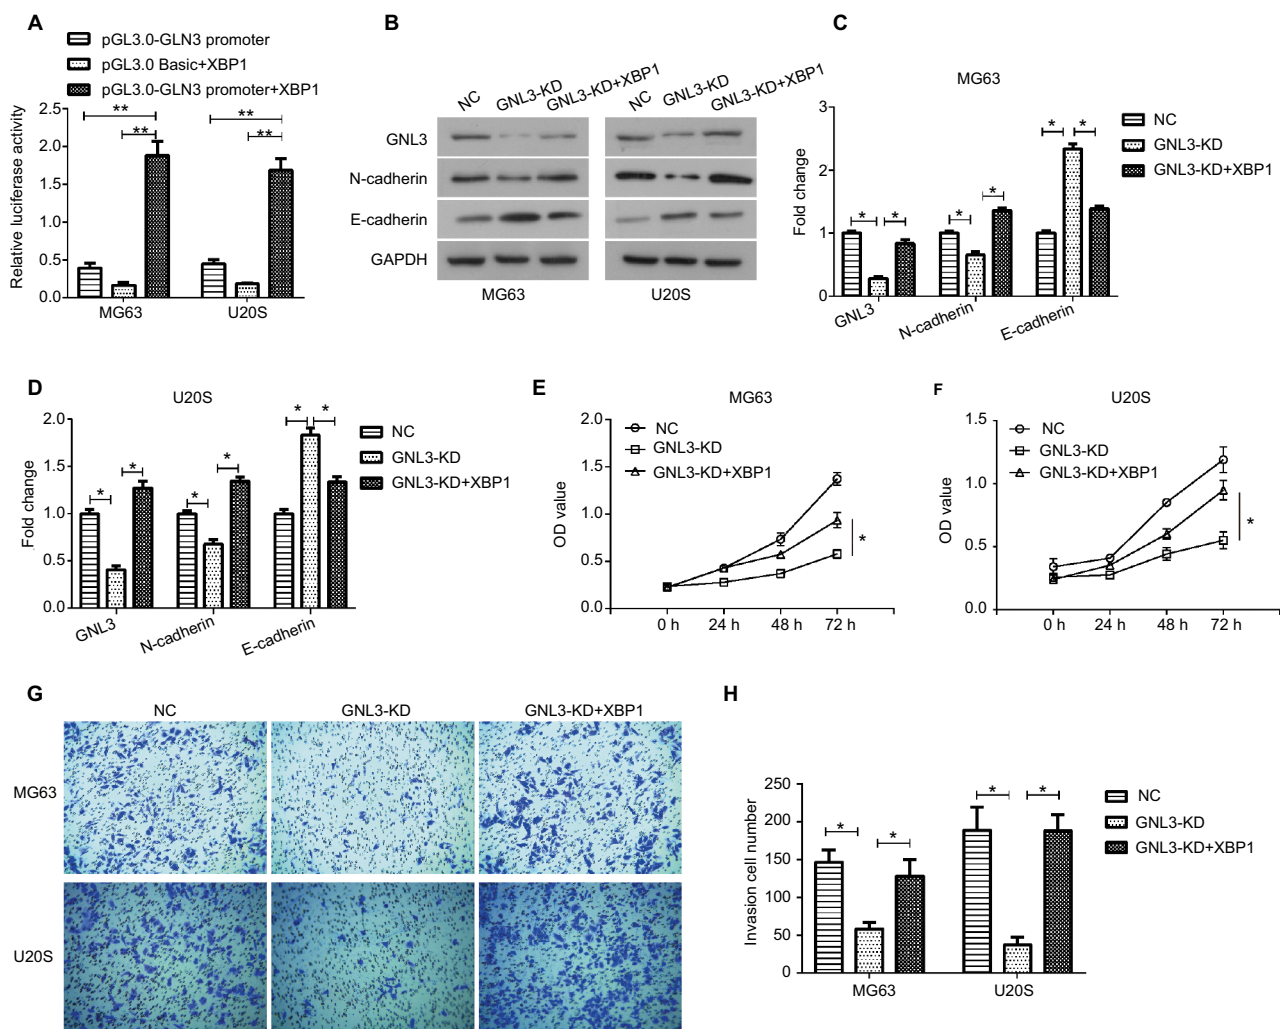 A
pGL3.0-GLN3 promoter
pGL3.0 Basic+XBP1
pGL3.0-GLN3 promoter+XBP1
Relative luciferase activity
2.5
2.0
1.5
1.0
0.5
0.0
** ** ** **
MG63 U20S
B
NC GNL3-KD GNL3-KD+XBP1 NC GNL3-KD GNL3-KD+XBP1
GNL3
N-cadherin
E-cadherin
GAPDH
MG63 U20S
C
MG63
Fold change
3
2
1
0
* * * * * *
GNL3 N-cadherin E-cadherin
NC
GNL3-KD
GNL3-KD+XBP1
D
U20S
Fold change
2.0
1.5
1.0
0.5
0.0
* * * * * *
GNL3 N-cadherin E-cadherin
NC
GNL3-KD
GNL3-KD+XBP1
E
MG63
OD value
2.0
1.5
1.0
0.5
0.0
NC
GNL3-KD
GNL3-KD+XBP1
*
0 h 24 h 48 h 72 h
F
U20S
OD value
1.5
1.0
0.5
0.0
NC
GNL3-KD
GNL3-KD+XBP1
*
0 h 24 h 48 h 72 h
G
NC GNL3-KD GNL3-KD+XBP1
MG63
U20S
H
Invasion cell number
250
200
150
100
50
0
* * * *
MG63 U20S
NC
GNL3-KD
GNL3-KD+XBP1